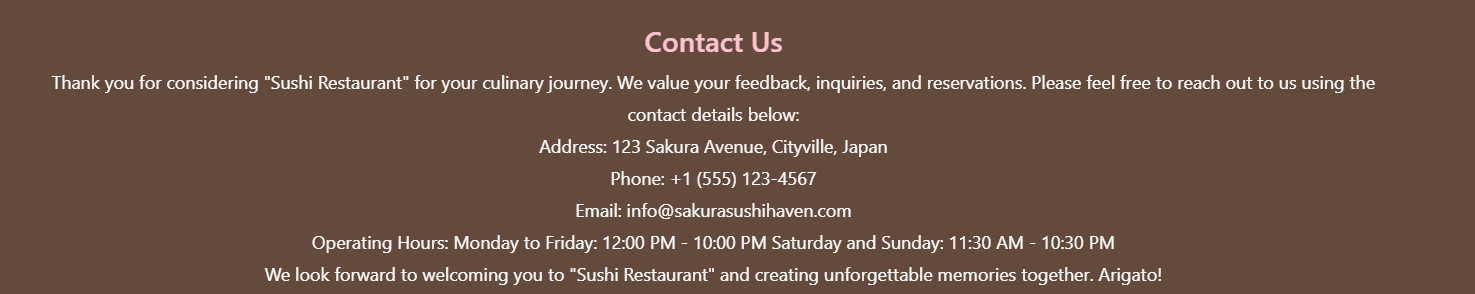 Contact Us
Thank you for considering "Sushi Restaurant" for your culinary journey. We value your feedback, inquiries, and reservations. Please feel free to reach out to us using the
contact details below:
Address: 123 Sakura Avenue, Cityville, Japan
Phone: +1 (555) 123-4567
Email: info@sakurasushihaven.com
Operating Hours: Monday to Friday: 12:00 PM - 10:00 PM Saturday and Sunday: 11:30 AM - 10:30 PM
We look forward to welcoming you to "Sushi Restaurant" and creating unforgettable memories together. Arigato!